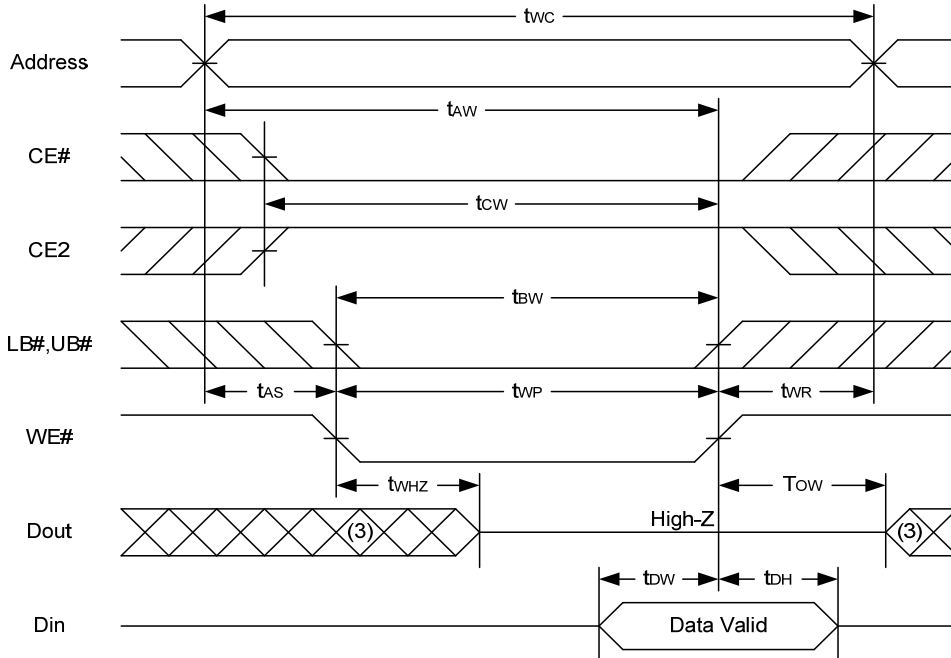 tWC
Address
tAW
CE#
tCW
CE2
tBW
LB#,UB#
tAS
tWP
tWR
WE#
tWHZ
TOW
Dout
(3)
High-Z
(3)
tDW
tDH
Din
Data Valid